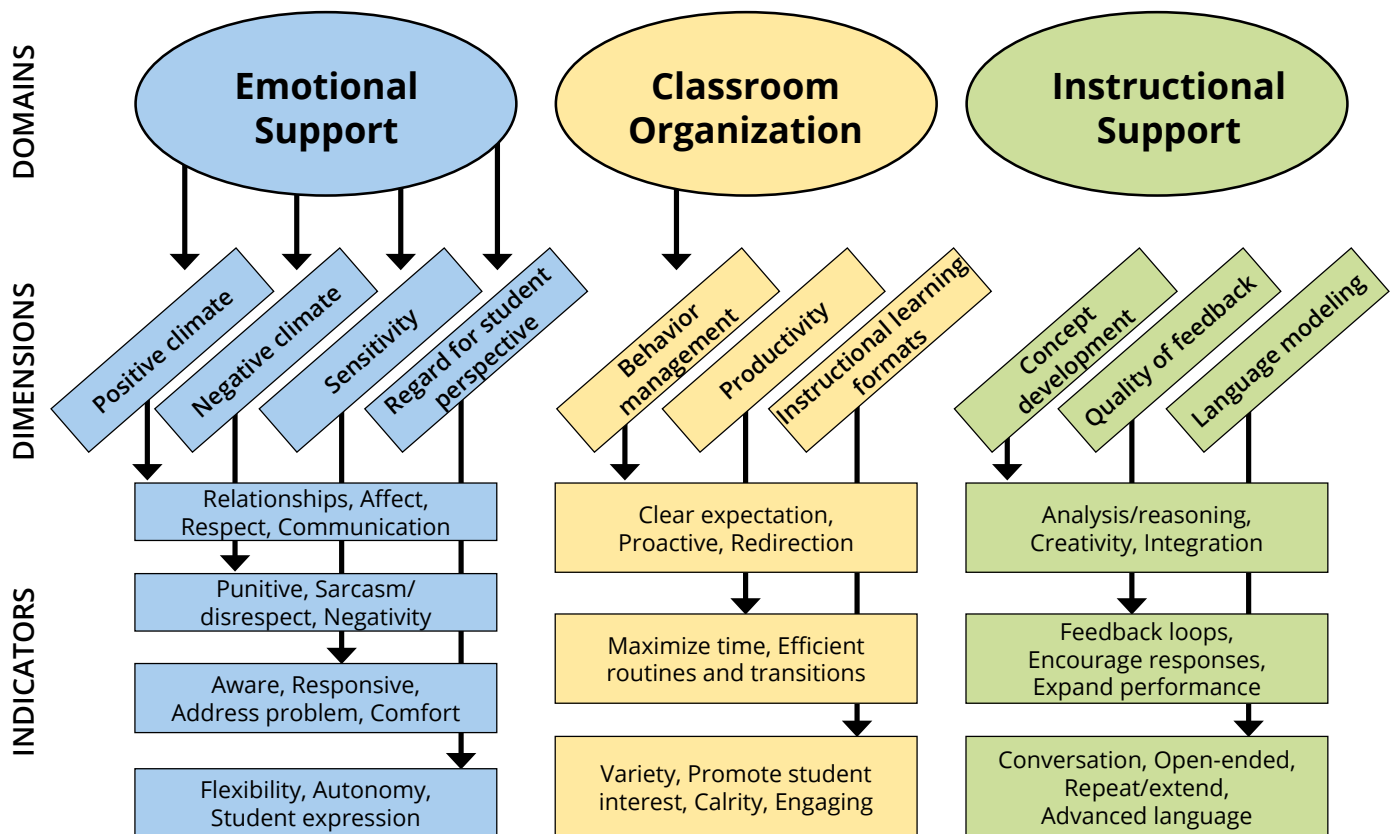 DOMAINS
Emotional
Support
Classroom
Organization
Instructional
Support
DIMENSIONS
Positive climate
Negative climate
Sensitivity
Regard for student
perspective
Behavior
management
Productivity
Instructional learning
formats
Concept
development
Quality of feedback
Language modeling
INDICATORS
Relationships, Affect,
Respect, Communication
Punitive, Sarcasm/
disrespect, Negativity
Aware, Responsive,
Address problem, Comfort
Flexibility, Autonomy,
Student expression
Clear expectation,
Proactive, Redirection
Maximize time, Efficient
routines and transitions
Variety, Promote student
interest, Calrity, Engaging
Analysis/reasoning,
Creativity, Integration
Feedback loops,
Encourage responses,
Expand performance
Conversation, Open-ended,
Repeat/extend,
Advanced language